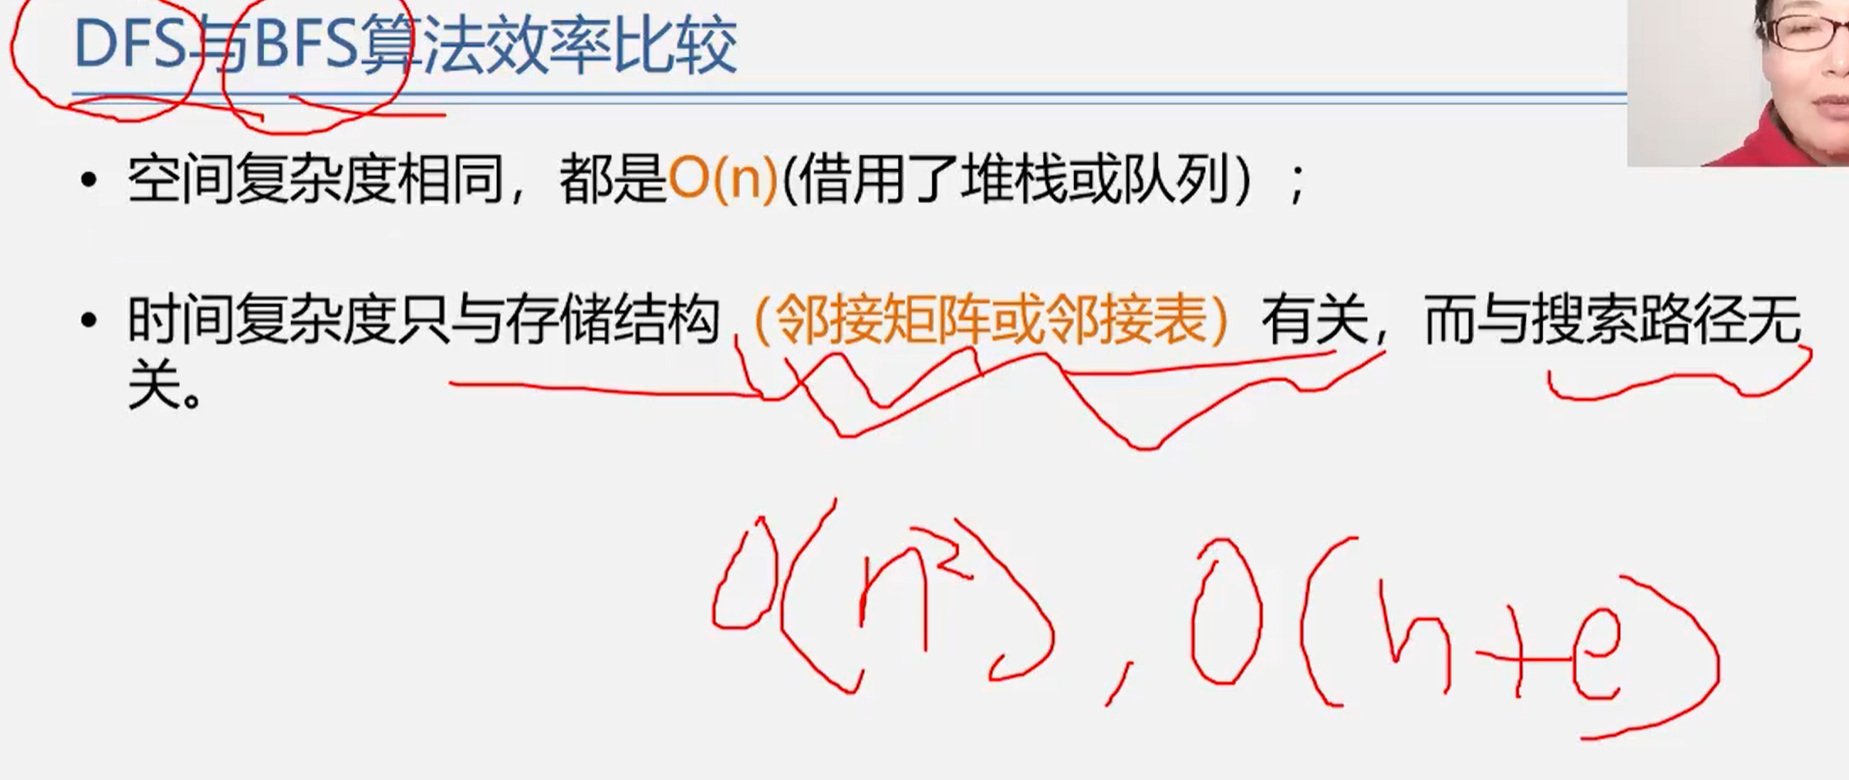 DFS与BFS算法效率比较
• 空间复杂度相同，都是O(n)(借用了堆栈或队列）；
• 时间复杂度只与存储结构（邻接矩阵或邻接表）有关，而与搜索路径无
关。
O(n²), O(n+e)